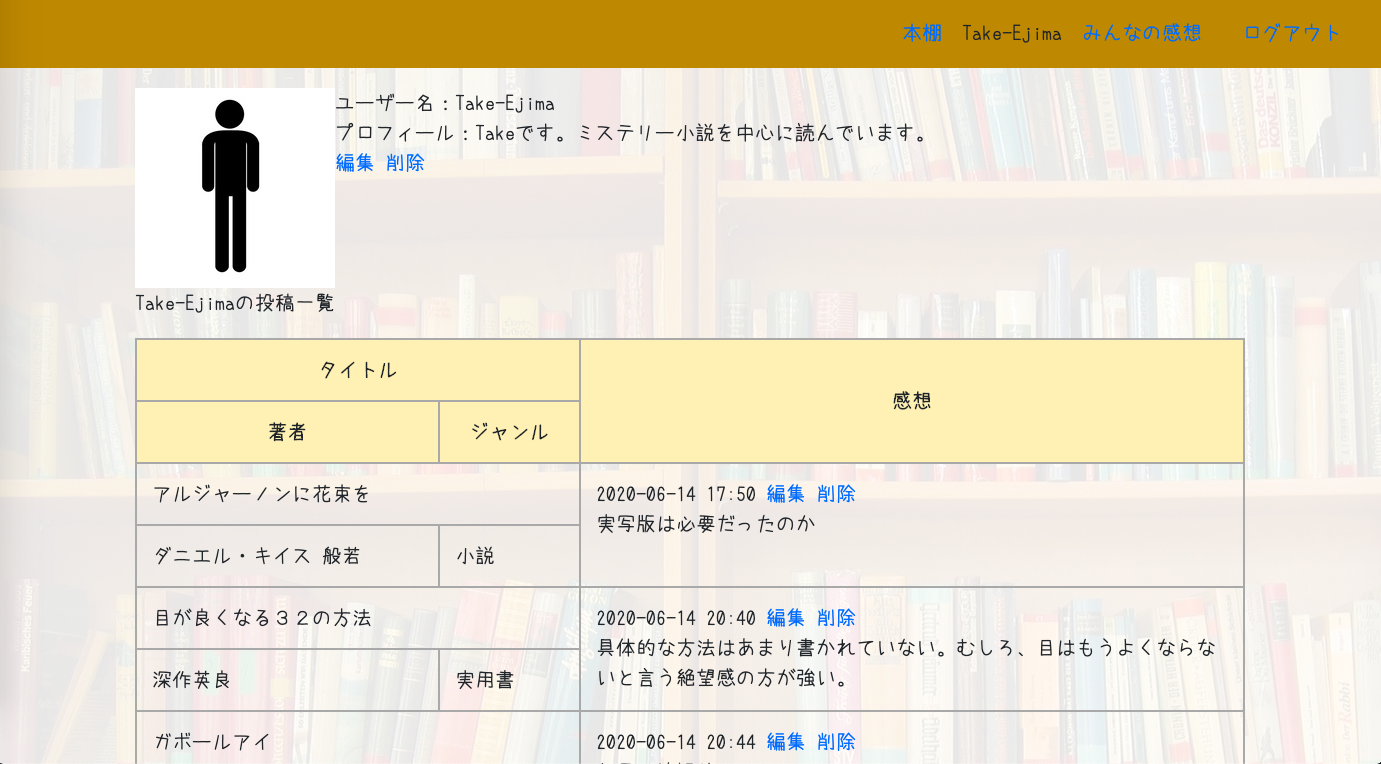 本棚 Take-Ejima みんなの感想 ログアウト
ユーザー名：Take-Ejima
プロフィール：Takeです。ミステリー小説を中心に読んでいます。
編集 削除
Take-Ejimaの投稿一覧
タイトル
感想
著者 ジャンル
アルジャーノンに花束を
2020-06-14 17:50 編集 削除
実写版は必要だったのか
ダニエル・キイス 般若 小説
目が良くなる３２の方法
2020-06-14 20:40 編集 削除
具体的な方法はあまり書かれていない。むしろ、目はもうよくならな
いと言う絶望感の方が強い。
深作英良 実用書
ガボールアイ
2020-06-14 20:44 編集 削除